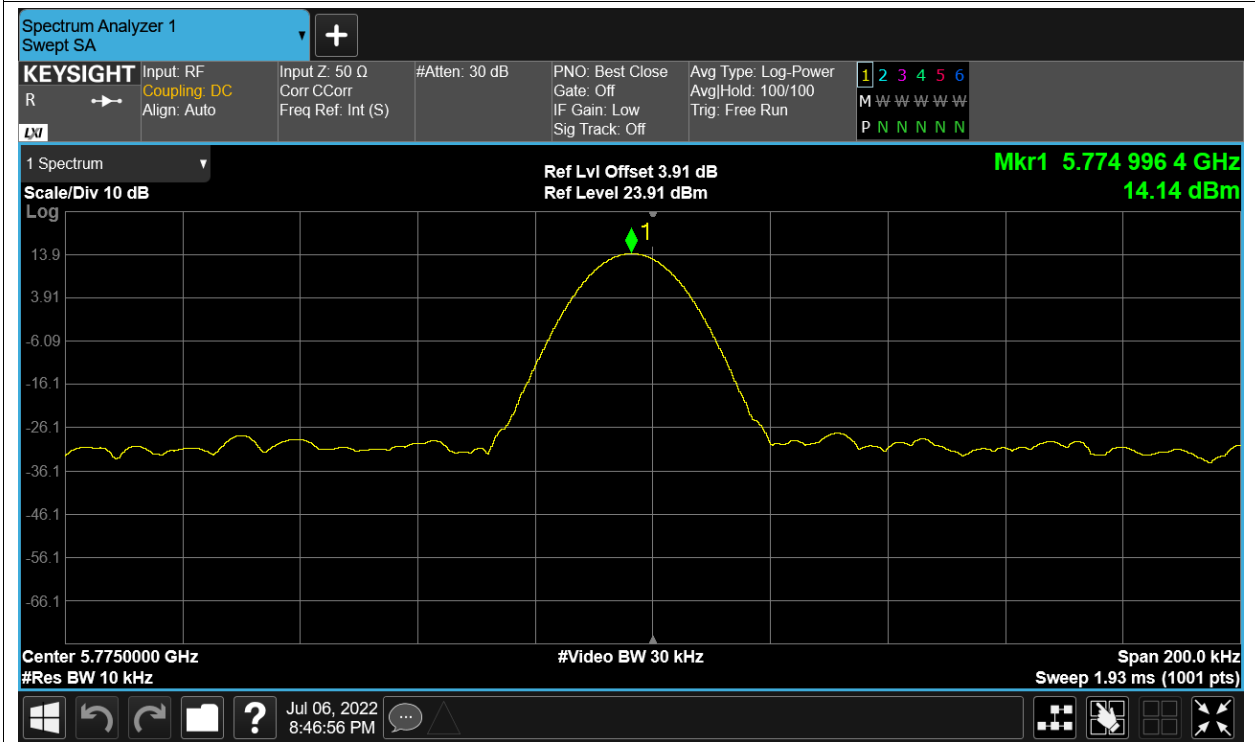 Spectrum Analyzer 1
Swept SA
+
KEYSIGHT Input: RF Input Z: 50 Ω #Atten: 30 dB PNO: Best Close Avg Type: Log-Power 1 2 3 4 5 6
R Coupling: DC Corr CCorr Gate: Off Avg|Hold: 100/100 M W W W W W
Align: Auto Freq Ref: Int (S) IF Gain: Low Trig: Free Run
LXI Sig Track: Off P N N N N N
1 Spectrum Ref Lvl Offset 3.91 dB Mkr1 5.774 996 4 GHz
Scale/Div 10 dB Ref Level 23.91 dBm 14.14 dBm
Log
1
13.9
3.91
-6.09
-16.1
-26.1
-36.1
-46.1
-56.1
-66.1
Center 5.7750000 GHz #Video BW 30 kHz Span 200.0 kHz
#Res BW 10 kHz Sweep 1.93 ms (1001 pts)
? Jul 06, 2022
8:46:56 PM